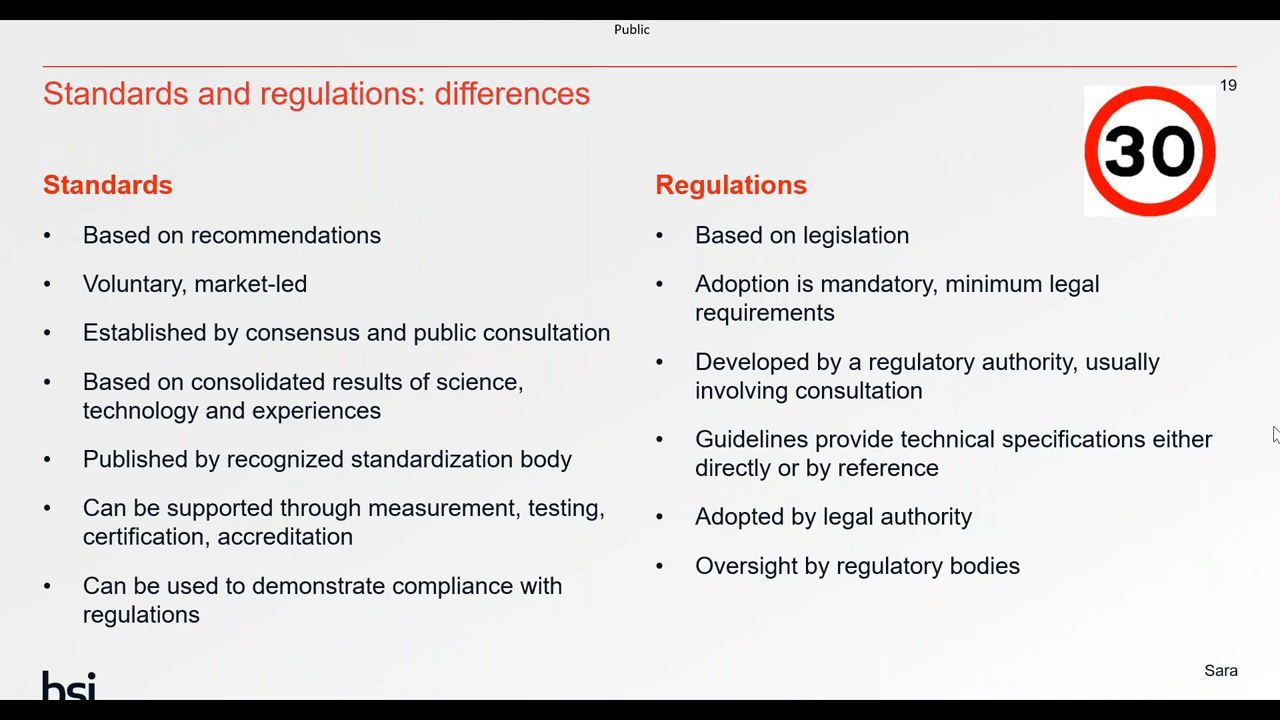 Public
19
Standards and regulations: differences
30
Standards
• Based on recommendations
• Voluntary, market-led
• Established by consensus and public consultation
• Based on consolidated results of science,
technology and experiences
• Published by recognized standardization body
• Can be supported through measurement, testing,
certification, accreditation
• Can be used to demonstrate compliance with
regulations
Regulations
• Based on legislation
• Adoption is mandatory, minimum legal
requirements
• Developed by a regulatory authority, usually
involving consultation
• Guidelines provide technical specifications either
directly or by reference
• Adopted by legal authority
• Oversight by regulatory bodies
bsi
Sara